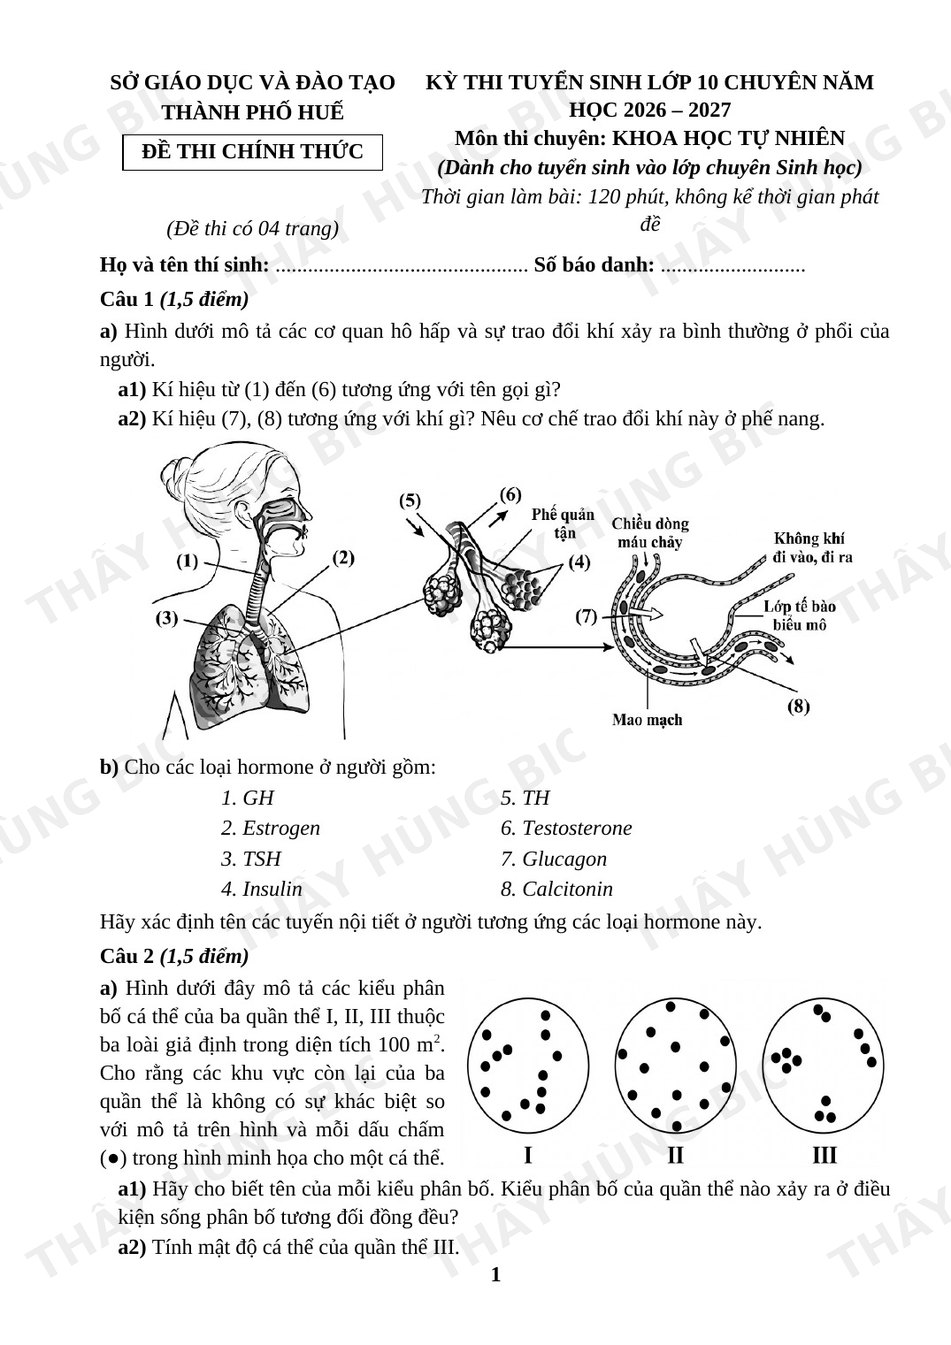 SỞ GIÁO DỤC VÀ ĐÀO TẠO
THÀNH PHỐ HUẾ
ĐỀ THI CHÍNH THỨC
(Đề thi có 04 trang)
KỲ THI TUYỂN SINH LỚP 10 CHUYÊN NĂM
HỌC 2026 – 2027
Môn thi chuyên: KHOA HỌC TỰ NHIÊN
(Dành cho tuyển sinh vào lớp chuyên Sinh học)
Thời gian làm bài: 120 phút, không kể thời gian phát
đề
Họ và tên thí sinh: ............................................... Số báo danh: ...........................
Câu 1 (1,5 điểm)
a) Hình dưới mô tả các cơ quan hô hấp và sự trao đổi khí xảy ra bình thường ở phổi của
người.
a1) Kí hiệu từ (1) đến (6) tương ứng với tên gọi gì?
a2) Kí hiệu (7), (8) tương ứng với khí gì? Nêu cơ chế trao đổi khí này ở phế nang.
(1)
(2)
(3)
(5)
(6)
Phế quản
tận
(4)
Chiều dòng
máu chảy
Không khí
đi vào, đi ra
(7)
Lớp tế bào
biểu mô
(8)
Mao mạch
b) Cho các loại hormone ở người gồm:
1. GH
5. TH
2. Estrogen
6. Testosterone
3. TSH
7. Glucagon
4. Insulin
8. Calcitonin
Hãy xác định tên các tuyến nội tiết ở người tương ứng các loại hormone này.
Câu 2 (1,5 điểm)
a) Hình dưới đây mô tả các kiểu phân
bố cá thể của ba quần thể I, II, III thuộc
ba loài giả định trong diện tích 100 m².
Cho rằng các khu vực còn lại của ba
quần thể là không có sự khác biệt so
với mô tả trên hình và mỗi dấu chấm
(●) trong hình minh họa cho một cá thể.
I
II
III
a1) Hãy cho biết tên của mỗi kiểu phân bố. Kiểu phân bố của quần thể nào xảy ra ở điều
kiện sống phân bố tương đối đồng đều?
a2) Tính mật độ cá thể của quần thể III.
1
THẦY HÙNG BIC